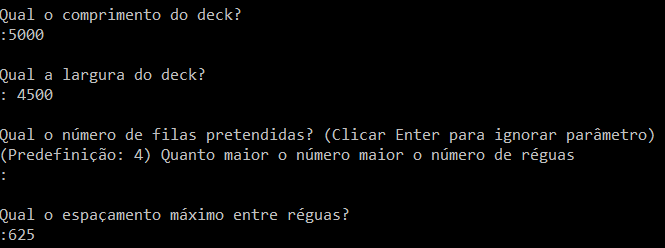 Qual o comprimento do deck?
:5000
Qual a largura do deck?
: 4500
Qual o número de filas pretendidas? (Clicar Enter para ignorar parâmetro)
(Predefinição: 4) Quanto maior o número maior o número de réguas
:
Qual o espaçamento máximo entre réguas?
:625